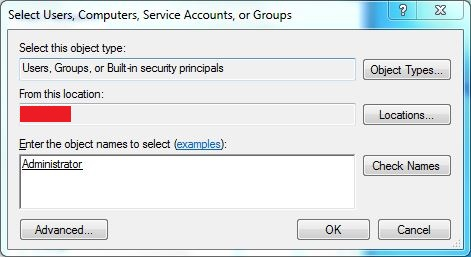 Select Users, Computers, Service Accounts, or Groups
Select this object type:
Users, Groups, or Built-in security principals
Object Types...
From this location:
Locations...
Enter the object names to select (examples):
Administrator
Check Names
Advanced...
OK
Cancel